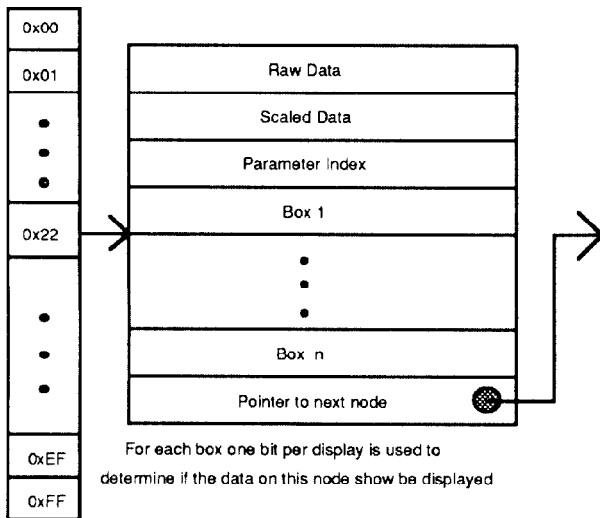 0x00
0x01
0x22
0xEF
0xFF
Raw Data
Scaled Data
Parameter Index
Box 1
Box n
Pointer to next node
For each box one bit per display is used to
determine if the data on this node show be displayed